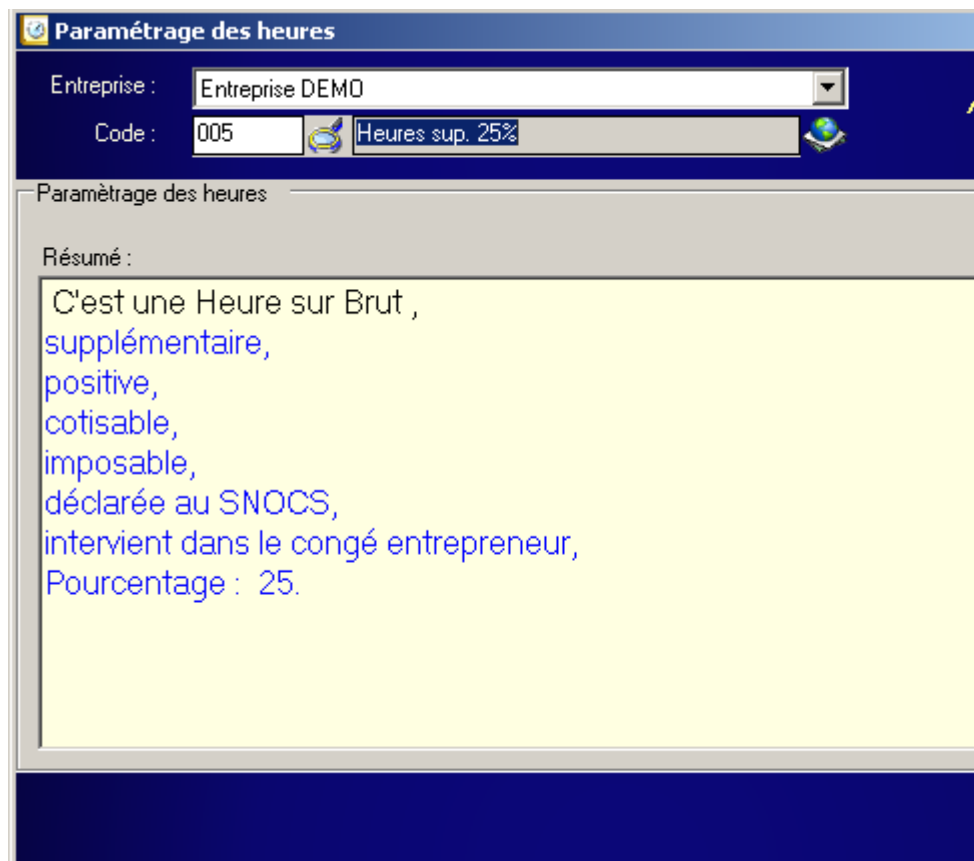 Paramétrage des heures
Entreprise : Entreprise DEMO
Code : 005 Heures sup. 25%
Paramètrage des heures
Résumé :
C'est une Heure sur Brut ,
supplémentaire,
positive,
cotisable,
imposable,
déclarée au SNOCS,
intervient dans le congé entrepreneur,
Pourcentage : 25.